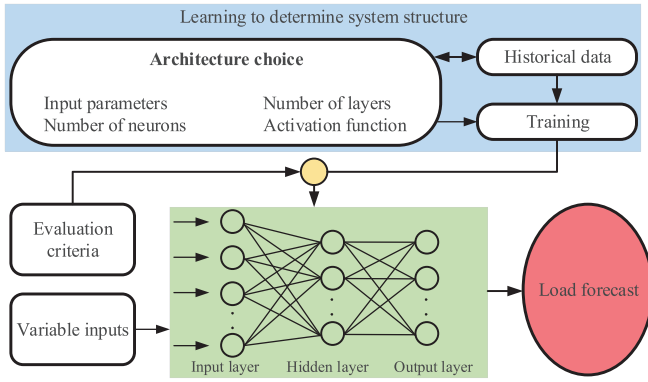 Learning to determine system structure
Architecture choice
Input parameters
Number of layers
Number of neurons
Activation function
Historical data
Training
Evaluation
criteria
Variable inputs
Input layer
Hidden layer
Output layer
Load forecast